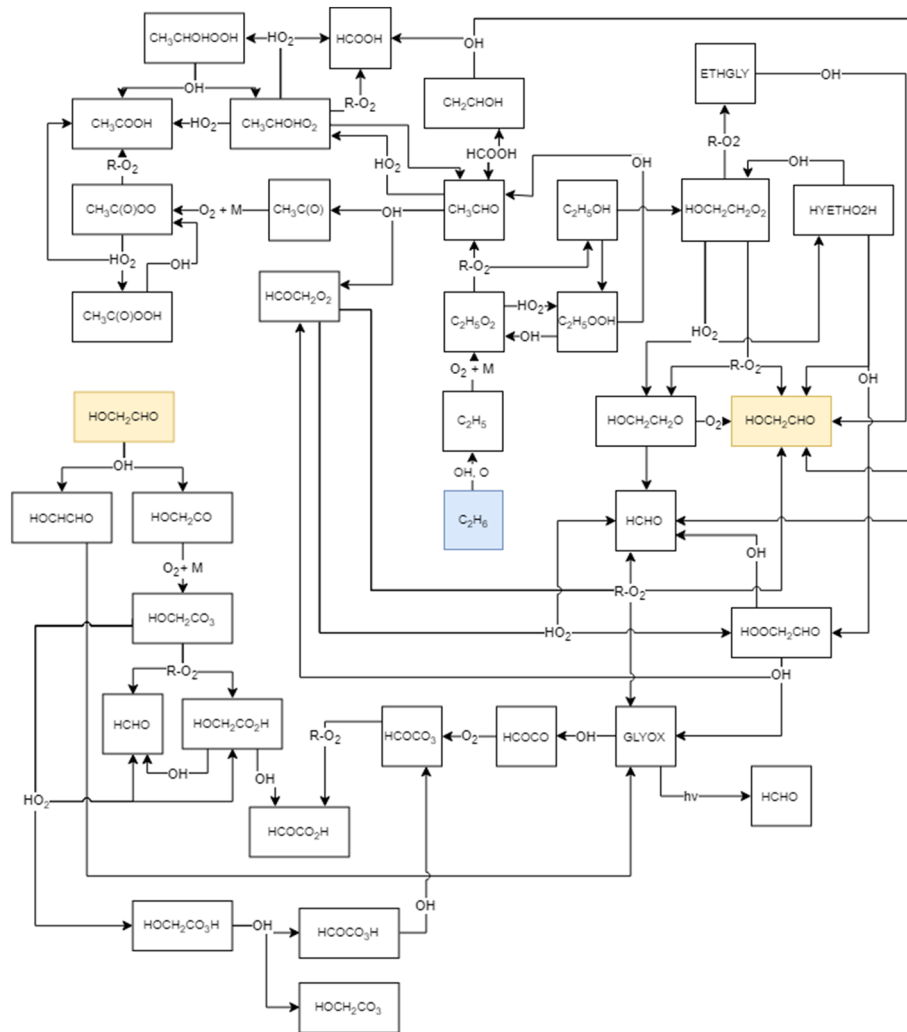 CH₃CHOHOOH
HO₂
HCOOH
OH
ETHGLY
OH
OH
R-O₂
CH₂CHOH
CH₃COOH
HO₂
CH₃CHOHO₂
R-O2
HO₂
HCOOH
OH
OH
R-O₂
CH₃C(O)OO
O₂ + M
CH₃C(O)
OH
CH₃CHO
C₂H₅OH
HOCH₂CH₂O₂
HYETHO2H
HO₂
OH
R-O₂
HCOCH₂O₂
CH₃C(O)OOH
C₂H₅O₂
HO₂
OH
C₂H₅OOH
HO₂
R-O₂
O₂ + M
OH
HOCH₂CHO
C₂H₅
HOCH₂CH₂O
O₂
HOCH₂CHO
OH
OH, O
HOCHCHO
HOCH₂CO
C₂H₆
HCHO
OH
O₂+ M
R-O₂
HOCH₂CO₃
HO₂
HOOCH₂CHO
R-O₂
OH
HCHO
HOCH₂CO₂H
R-O₂
HCOCO₃
O₂
HCOCO
OH
GLYOX
OH
OH
HO₂
hv
HCHO
HCOCO₂H
OH
HOCH₂CO₃H
OH
HCOCO₃H
HOCH₂CO₃